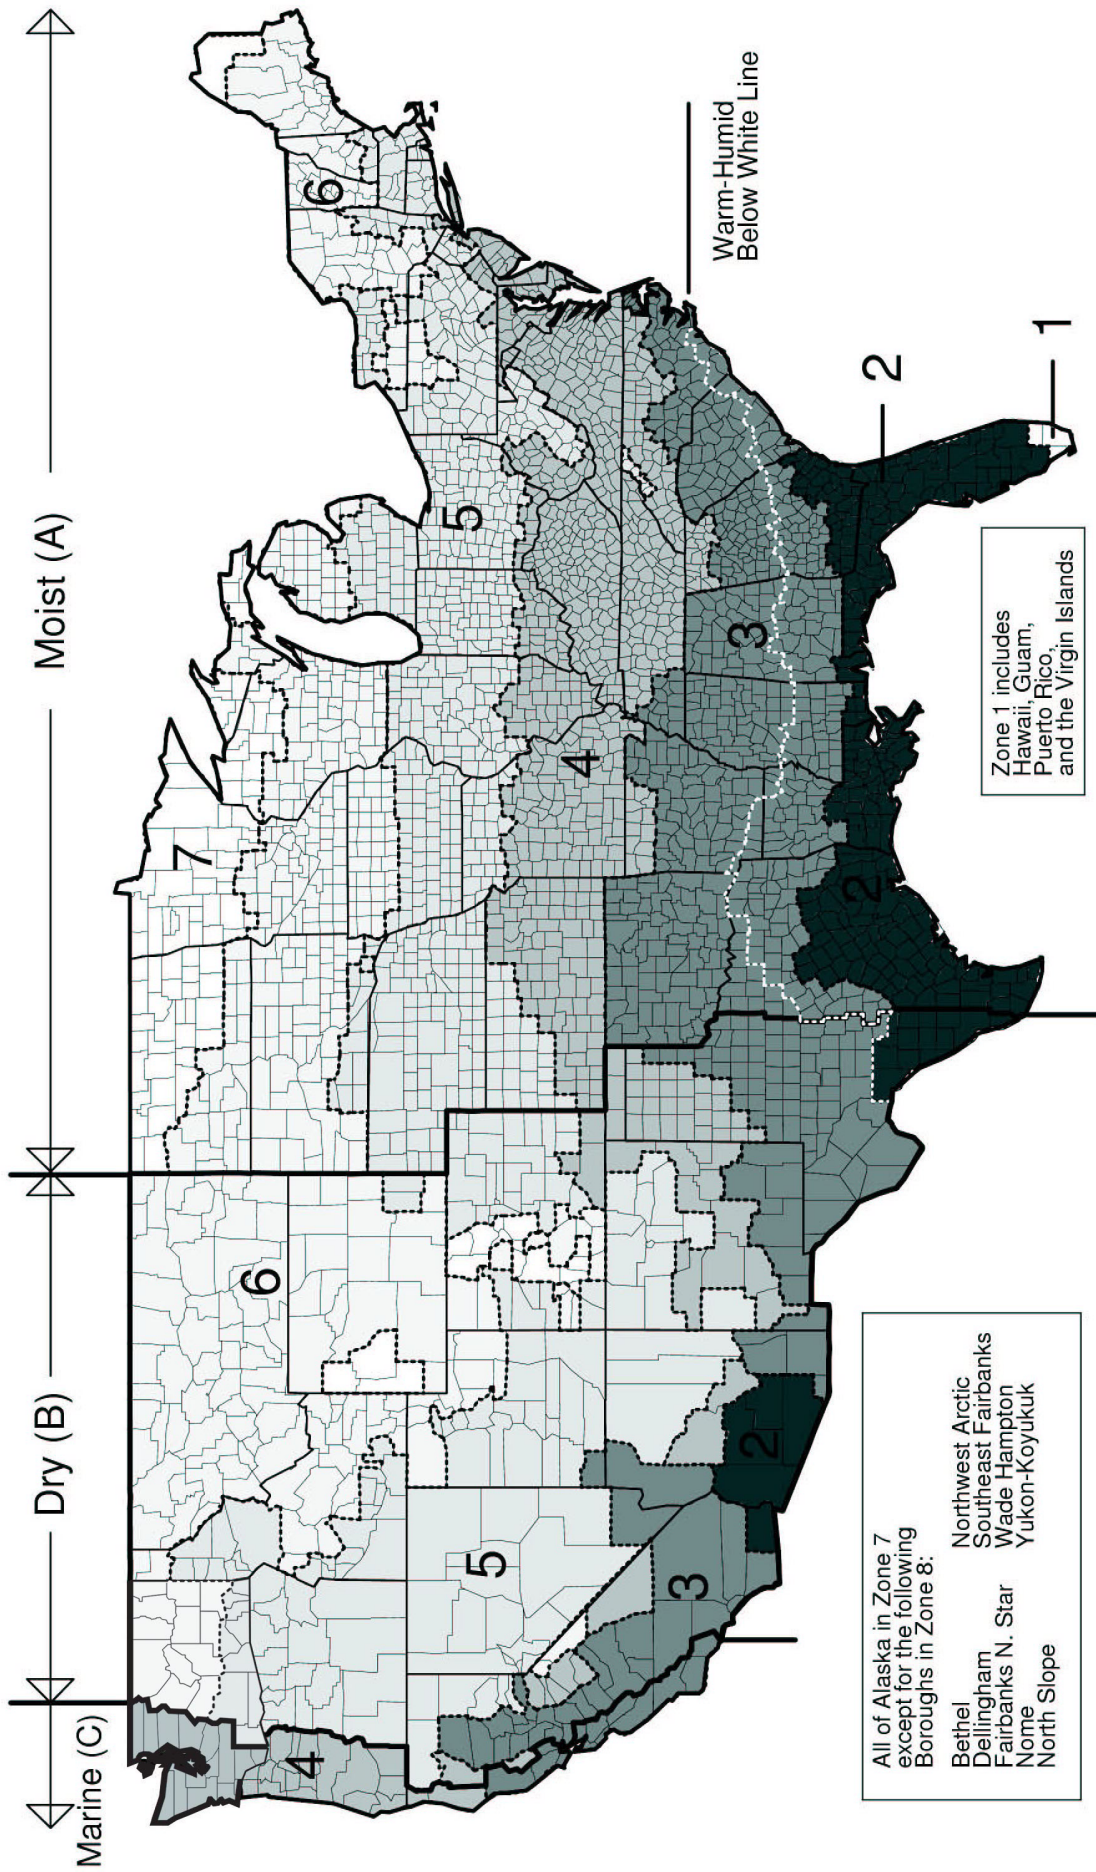 Marine (C)
Dry (B)
Moist (A)
7
6
6
6
5
5
4
4
3
3
2
2
2
1
Warm-Humid
Below White Line
All of Alaska in Zone 7
except for the following
Boroughs in Zone 8:
Bethel
Dellingham
Fairbanks N. Star
Nome
North Slope
Northwest Arctic
Southeast Fairbanks
Wade Hampton
Yukon-Koyukuk
Zone 1 includes
Hawaii, Guam,
Puerto Rico,
and the Virgin Islands